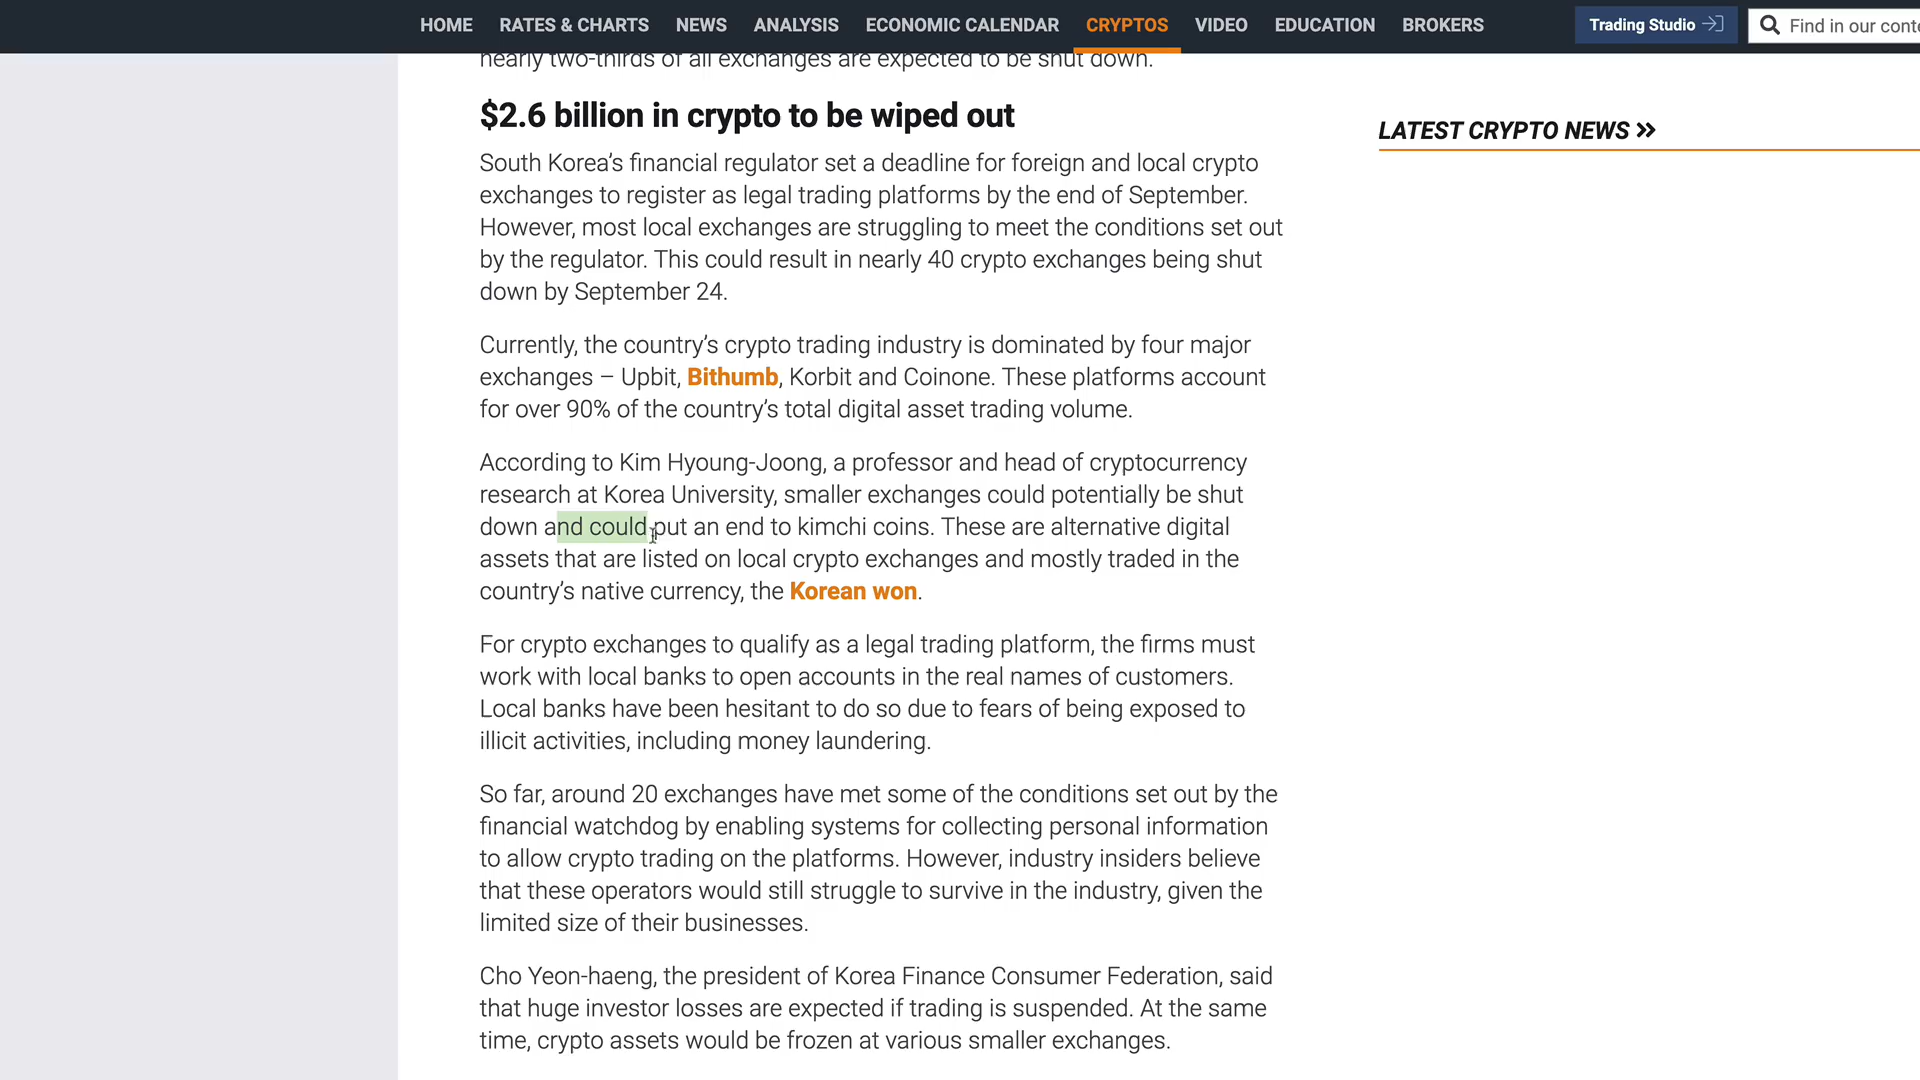 HOME RATES & CHARTS NEWS ANALYSIS ECONOMIC CALENDAR CRYPTOS VIDEO EDUCATION BROKERS Trading Studio Find in our conte
nearly two-thirds of all exchanges are expected to be shut down.
$2.6 billion in crypto to be wiped out
LATEST CRYPTO NEWS
South Korea’s financial regulator set a deadline for foreign and local crypto
exchanges to register as legal trading platforms by the end of September.
However, most local exchanges are struggling to meet the conditions set out
by the regulator. This could result in nearly 40 crypto exchanges being shut
down by September 24.
Currently, the country’s crypto trading industry is dominated by four major
exchanges – Upbit, Bithumb, Korbit and Coinone. These platforms account
for over 90% of the country’s total digital asset trading volume.
According to Kim Hyoung-Joong, a professor and head of cryptocurrency
research at Korea University, smaller exchanges could potentially be shut
down and could put an end to kimchi coins. These are alternative digital
assets that are listed on local crypto exchanges and mostly traded in the
country’s native currency, the Korean won.
For crypto exchanges to qualify as a legal trading platform, the firms must
work with local banks to open accounts in the real names of customers.
Local banks have been hesitant to do so due to fears of being exposed to
illicit activities, including money laundering.
So far, around 20 exchanges have met some of the conditions set out by the
financial watchdog by enabling systems for collecting personal information
to allow crypto trading on the platforms. However, industry insiders believe
that these operators would still struggle to survive in the industry, given the
limited size of their businesses.
Cho Yeon-haeng, the president of Korea Finance Consumer Federation, said
that huge investor losses are expected if trading is suspended. At the same
time, crypto assets would be frozen at various smaller exchanges.